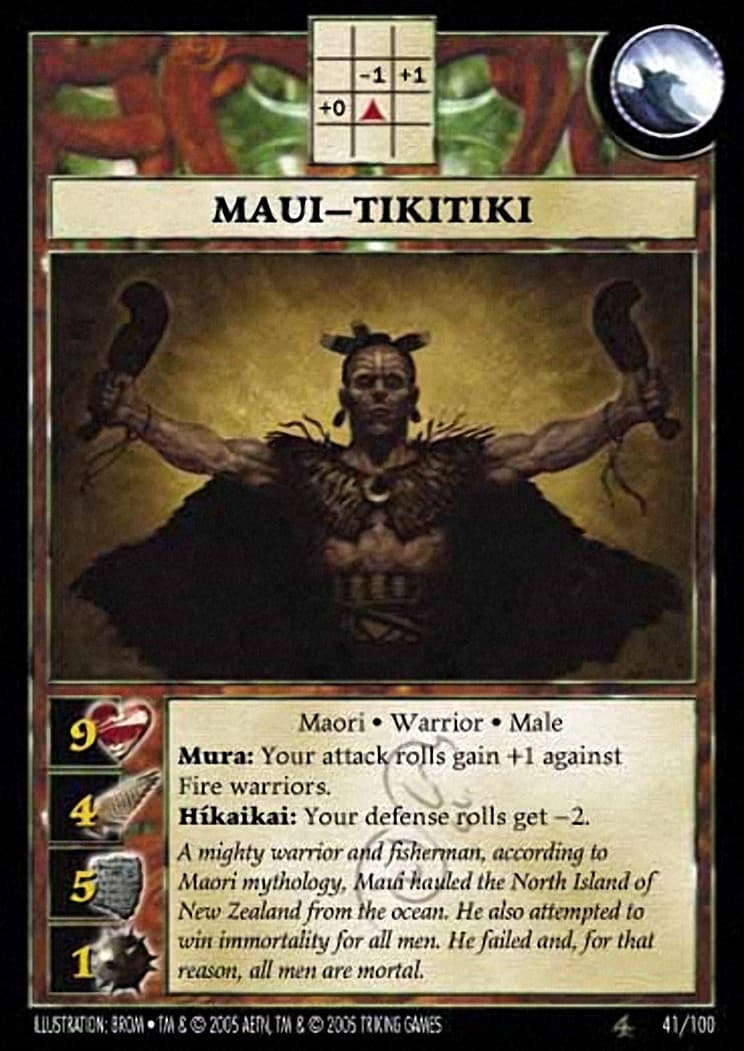 -1 +1
+0
MAUI–TIKITIKI
9
4
5
1
Maori • Warrior • Male
Mura: Your attack rolls gain +1 against
Fire warriors.
Híkaikai: Your defense rolls get –2.
A mighty warrior and fisherman, according to
Maori mythology, Maui hauled the North Island of
New Zealand from the ocean. He also attempted to
win immortality for all men. He failed and, for that
reason, all men are mortal.
ILLUSTRATION: BROM • TM & © 2005 AETN, TM & © 2005 TRIKING GAMES
41/100